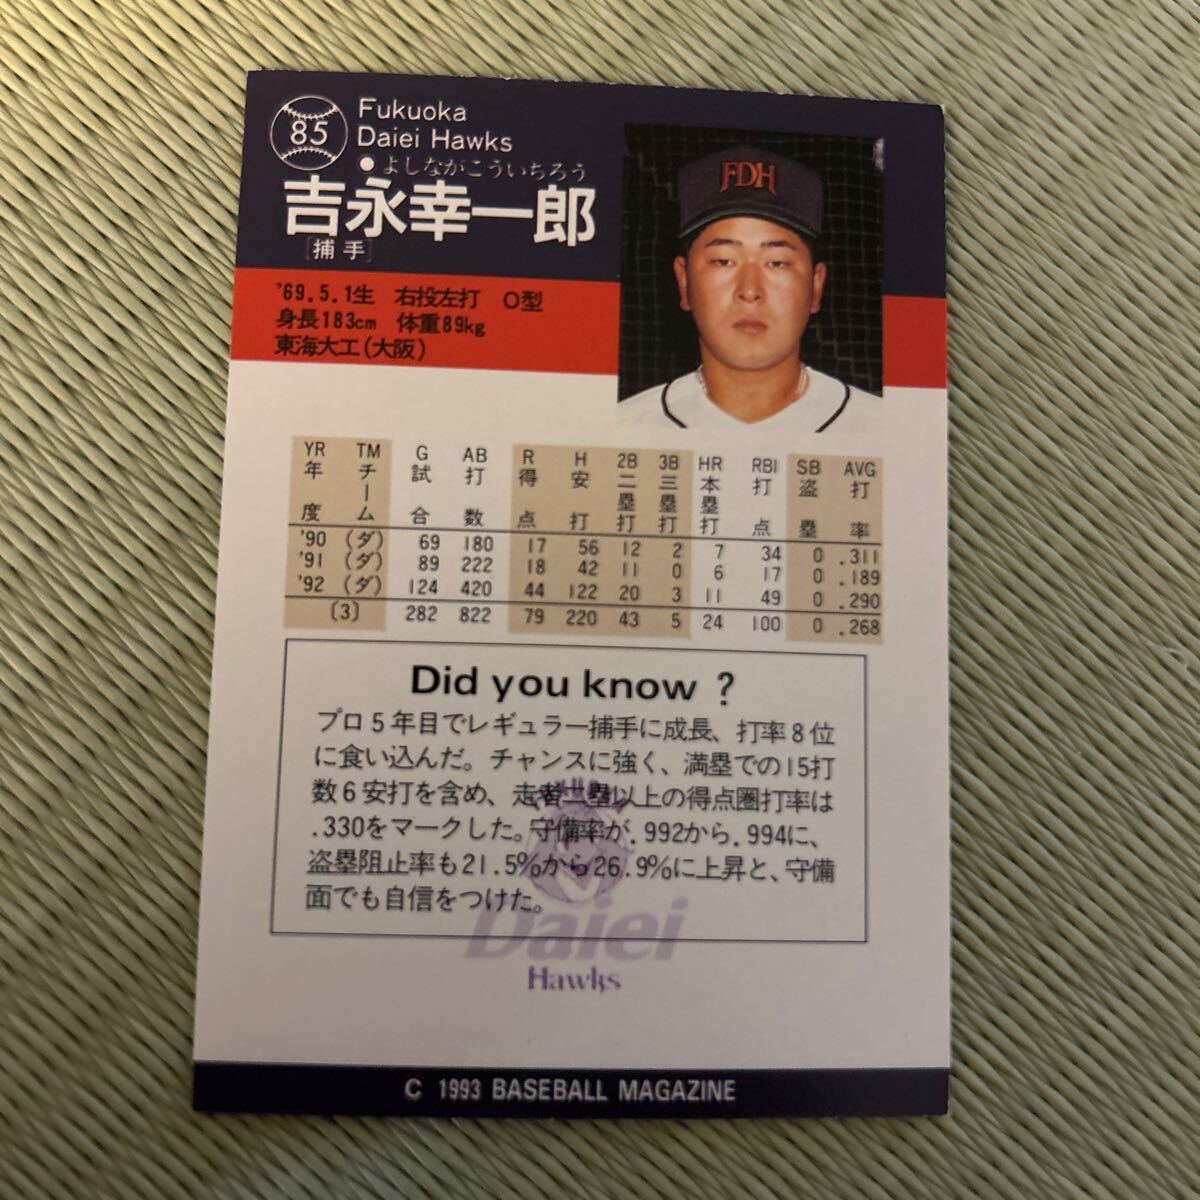 85
Fukuoka
Daiei Hawks
●よしながこういちろう
吉永幸一郎
[捕手]
FDH
'69.5.1生 右投左打 O型
身長183cm 体重89kg
東海大工(大阪)
YR TM G AB R H 2B 3B HR RBI SB AVG
年度 チーム 試合 打数 得点 安打 二塁打 三塁打 本塁打 打点 盗塁 打率
'90 (ダ) 69 180 17 56 12 2 7 34 0 .311
'91 (ダ) 89 222 18 42 11 0 6 17 0 .189
'92 (ダ) 124 420 44 122 20 3 11 49 0 .290
〔3〕 282 822 79 220 43 5 24 100 0 .268
Did you know ?
プロ5年目でレギュラー捕手に成長、打率8位
に食い込んだ。チャンスに強く、満塁での15打
数6安打を含め、走者二塁以上の得点圏打率は
.330をマークした。守備率が.992から.994に、
盗塁阻止率も21.5%から26.9%に上昇と、守備
面でも自信をつけた。
Daiei
Hawks
C 1993 BASEBALL MAGAZINE